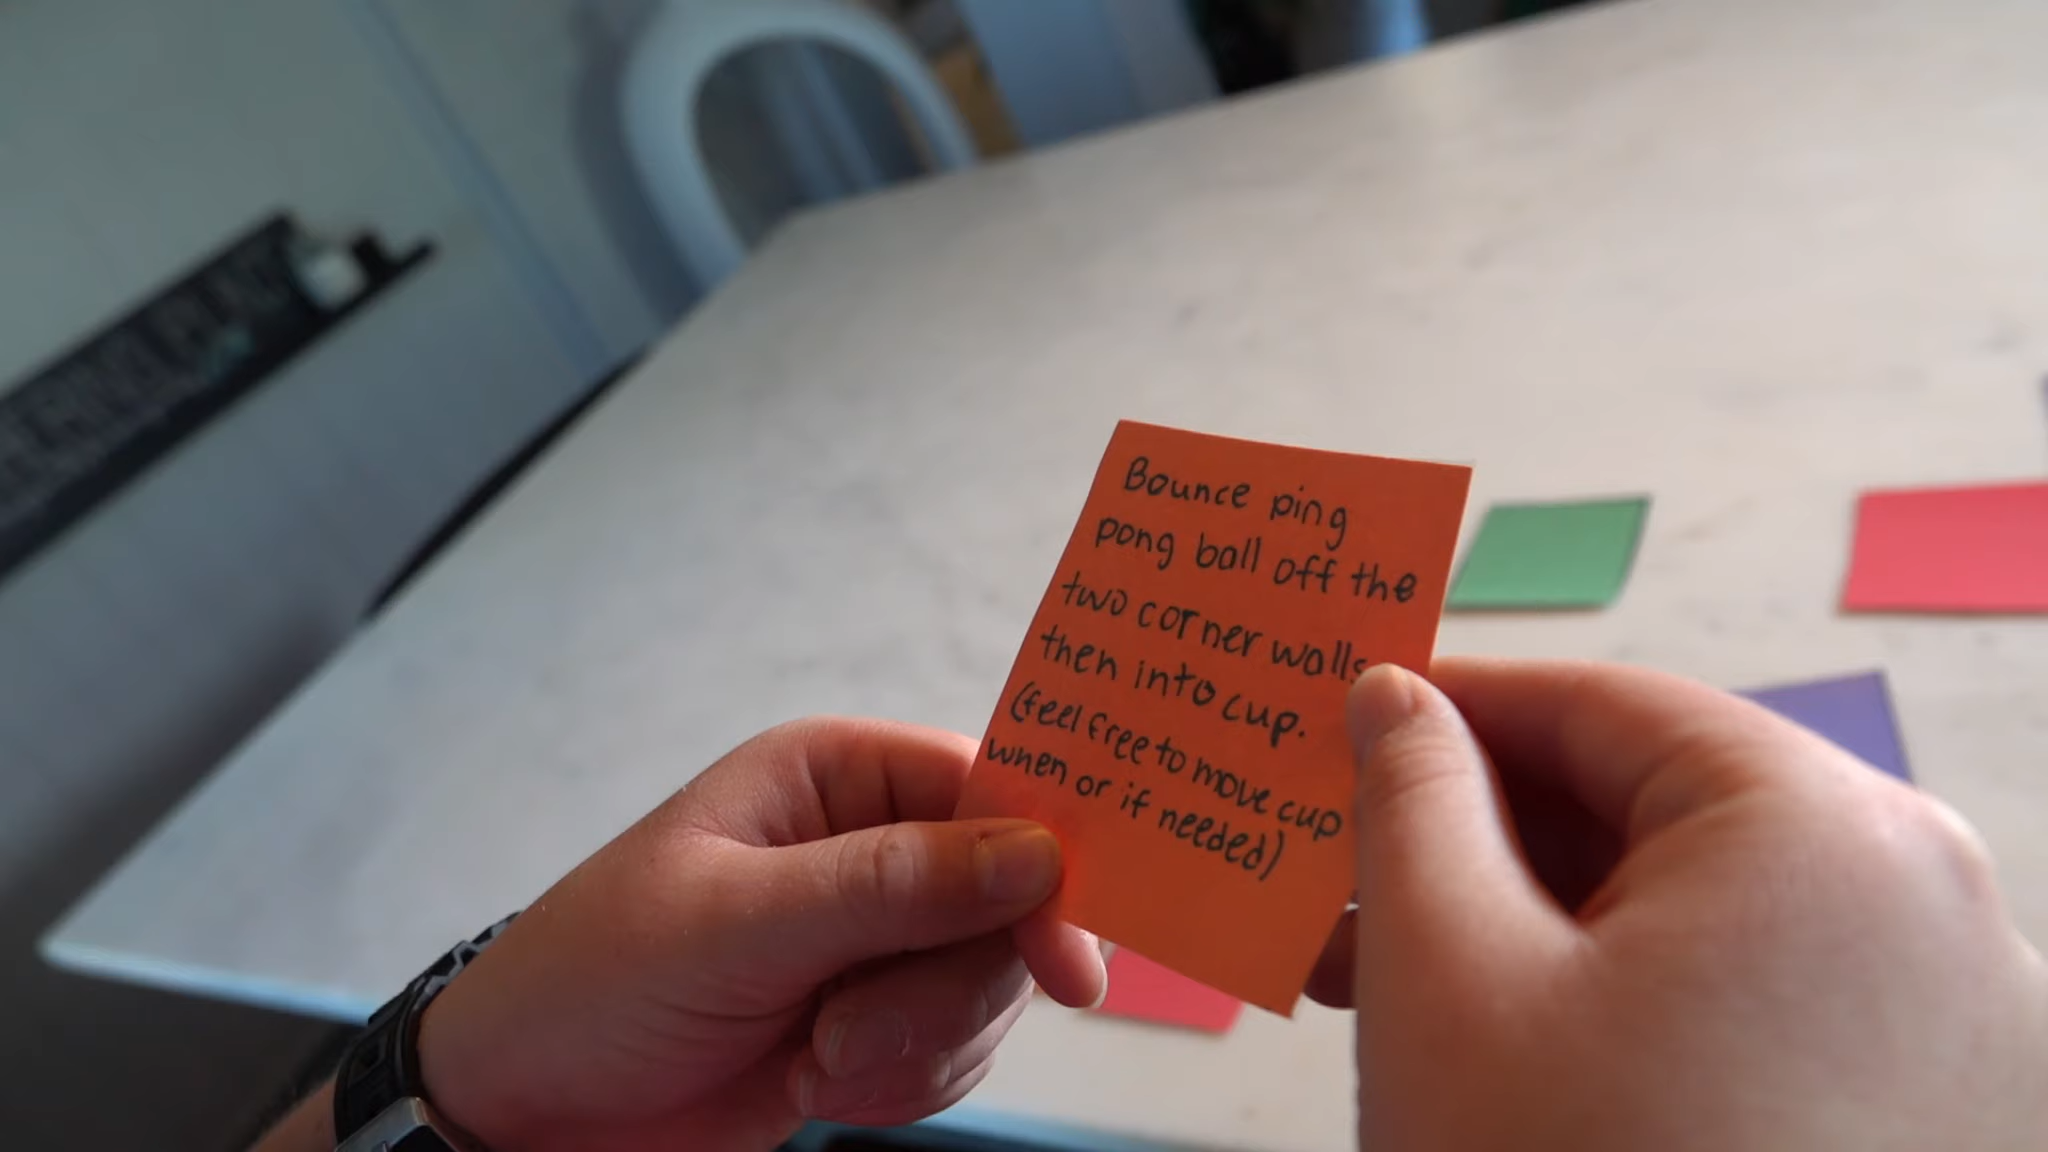 Bounce ping
pong ball off the
two corner walls
then into cup.
(feel free to move cup
when or if needed)